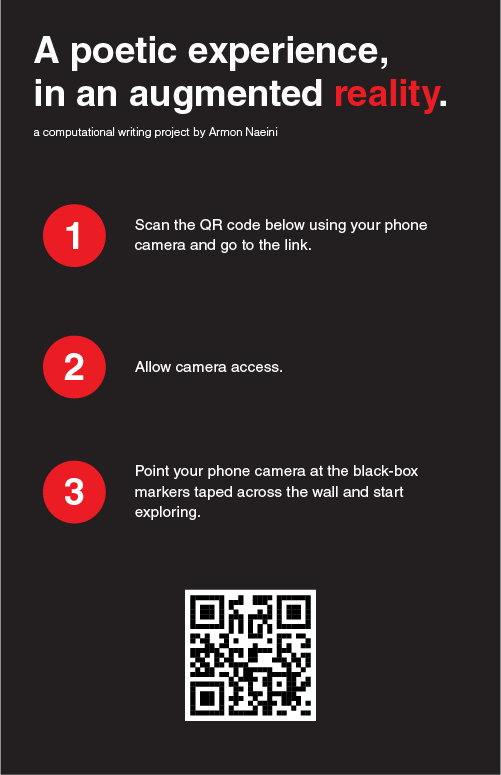 A poetic experience,
in an augmented reality.
a computational writing project by Armon Naeini
1
Scan the QR code below using your phone
camera and go to the link.
2
Allow camera access.
3
Point your phone camera at the black-box
markers taped across the wall and start
exploring.